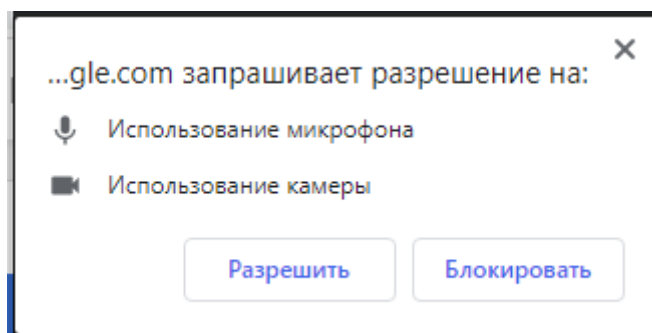 ...gle.com запрашивает разрешение на:
Использование микрофона
Использование камеры
Разрешить
Блокировать